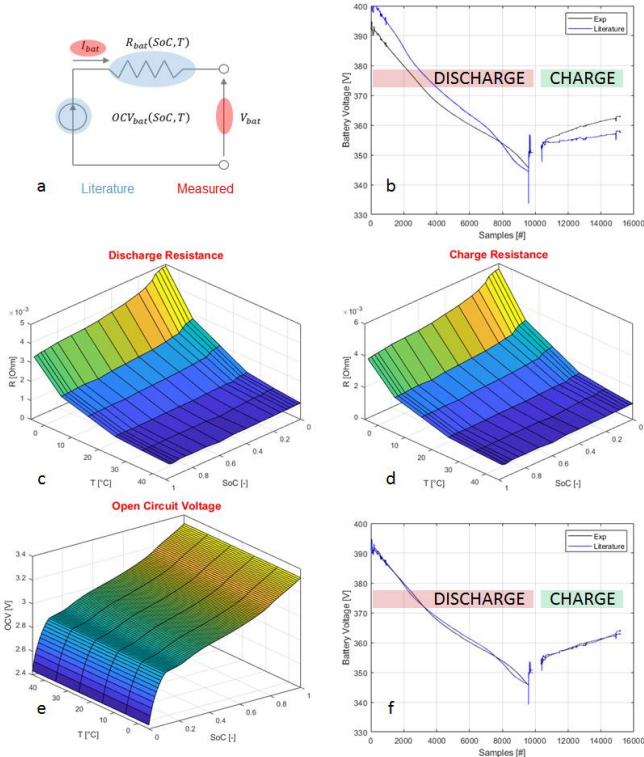 I_bat
R_bat(SoC,T)
OCV_bat(SoC,T)
V_bat
a
Literature
Measured
400
390
380
370
360
350
340
330
Battery Voltage [V]
Exp
Literature
DISCHARGE
CHARGE
b
0 2000 4000 6000 8000 10000 12000 14000 16000
Samples [#]
Discharge Resistance
× 10⁻³
5
4
3
2
1
0
R [Ohm]
0
10
20
30
40
T [°C]
0
0.2
0.4
0.6
0.8
1
SoC [-]
c
Charge Resistance
× 10⁻³
6
4
2
0
R [Ohm]
0
10
20
30
40
T [°C]
0
0.2
0.4
0.6
0.8
1
SoC [-]
d
Open Circuit Voltage
3.4
3.2
3
2.8
2.6
2.4
OCV [V]
40
30
20
10
0
T [°C]
0
0.2
0.4
0.6
0.8
1
SoC [-]
e
400
390
380
370
360
350
340
330
Battery Voltage [V]
Exp
Literature
DISCHARGE
CHARGE
f
0 2000 4000 6000 8000 10000 12000 14000 16000
Samples [#]